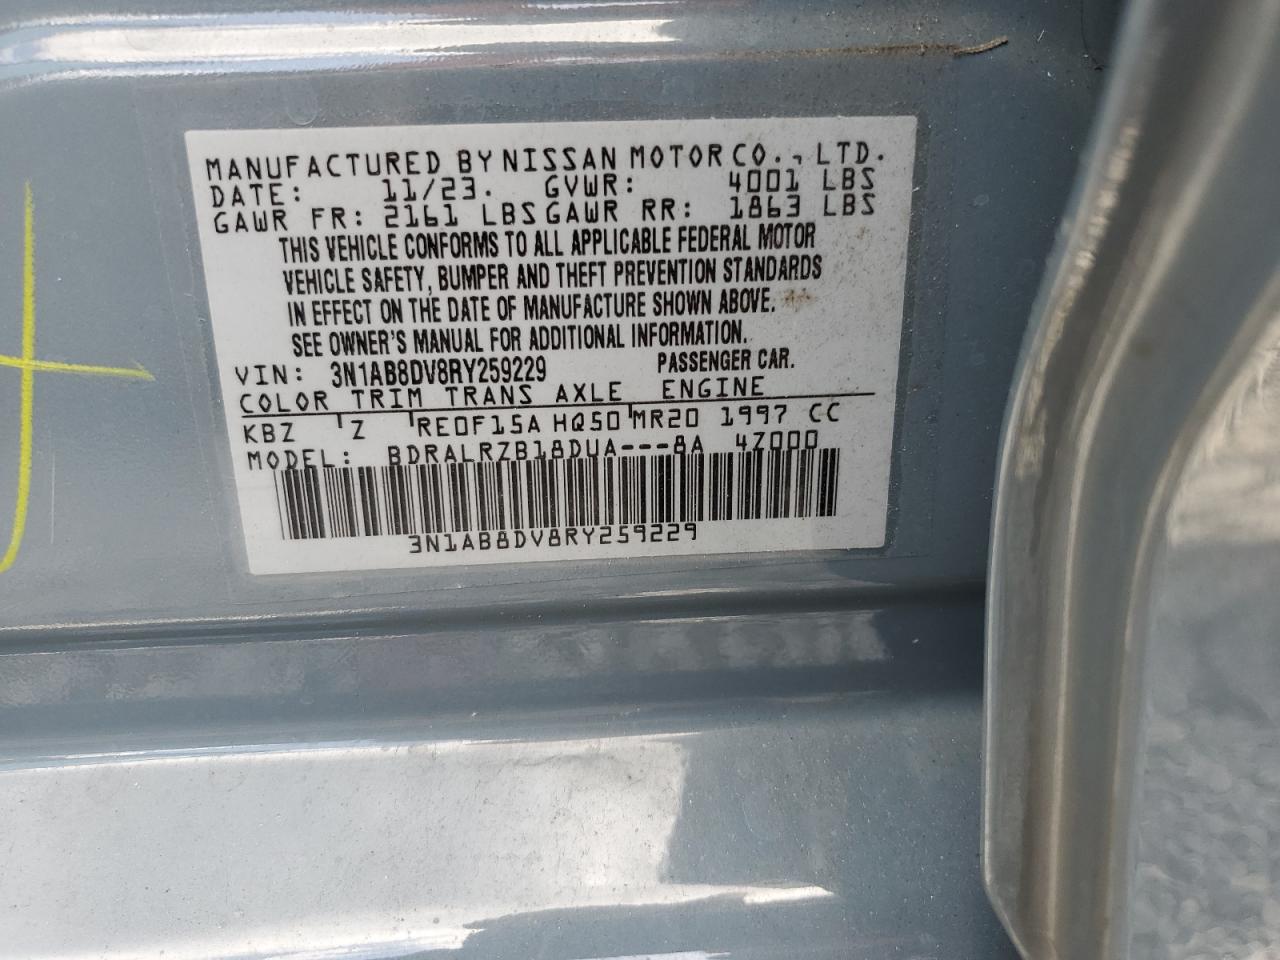 MANUFACTURED BY NISSAN MOTOR CO., LTD.
DATE: 11/23. GVWR: 4001 LBS
GAWR FR: 2161 LBS GAWR RR: 1863 LBS
THIS VEHICLE CONFORMS TO ALL APPLICABLE FEDERAL MOTOR
VEHICLE SAFETY, BUMPER AND THEFT PREVENTION STANDARDS
IN EFFECT ON THE DATE OF MANUFACTURE SHOWN ABOVE.
SEE OWNER'S MANUAL FOR ADDITIONAL INFORMATION.
VIN: 3N1AB8DV8RY259229 PASSENGER CAR.
COLOR TRIM TRANS AXLE ENGINE
KBZ Z RE0F15A HQ50 MR20 1997 CC
MODEL: BDRALRZB18DUA---8A 4Z000
3N1AB8DV8RY259229